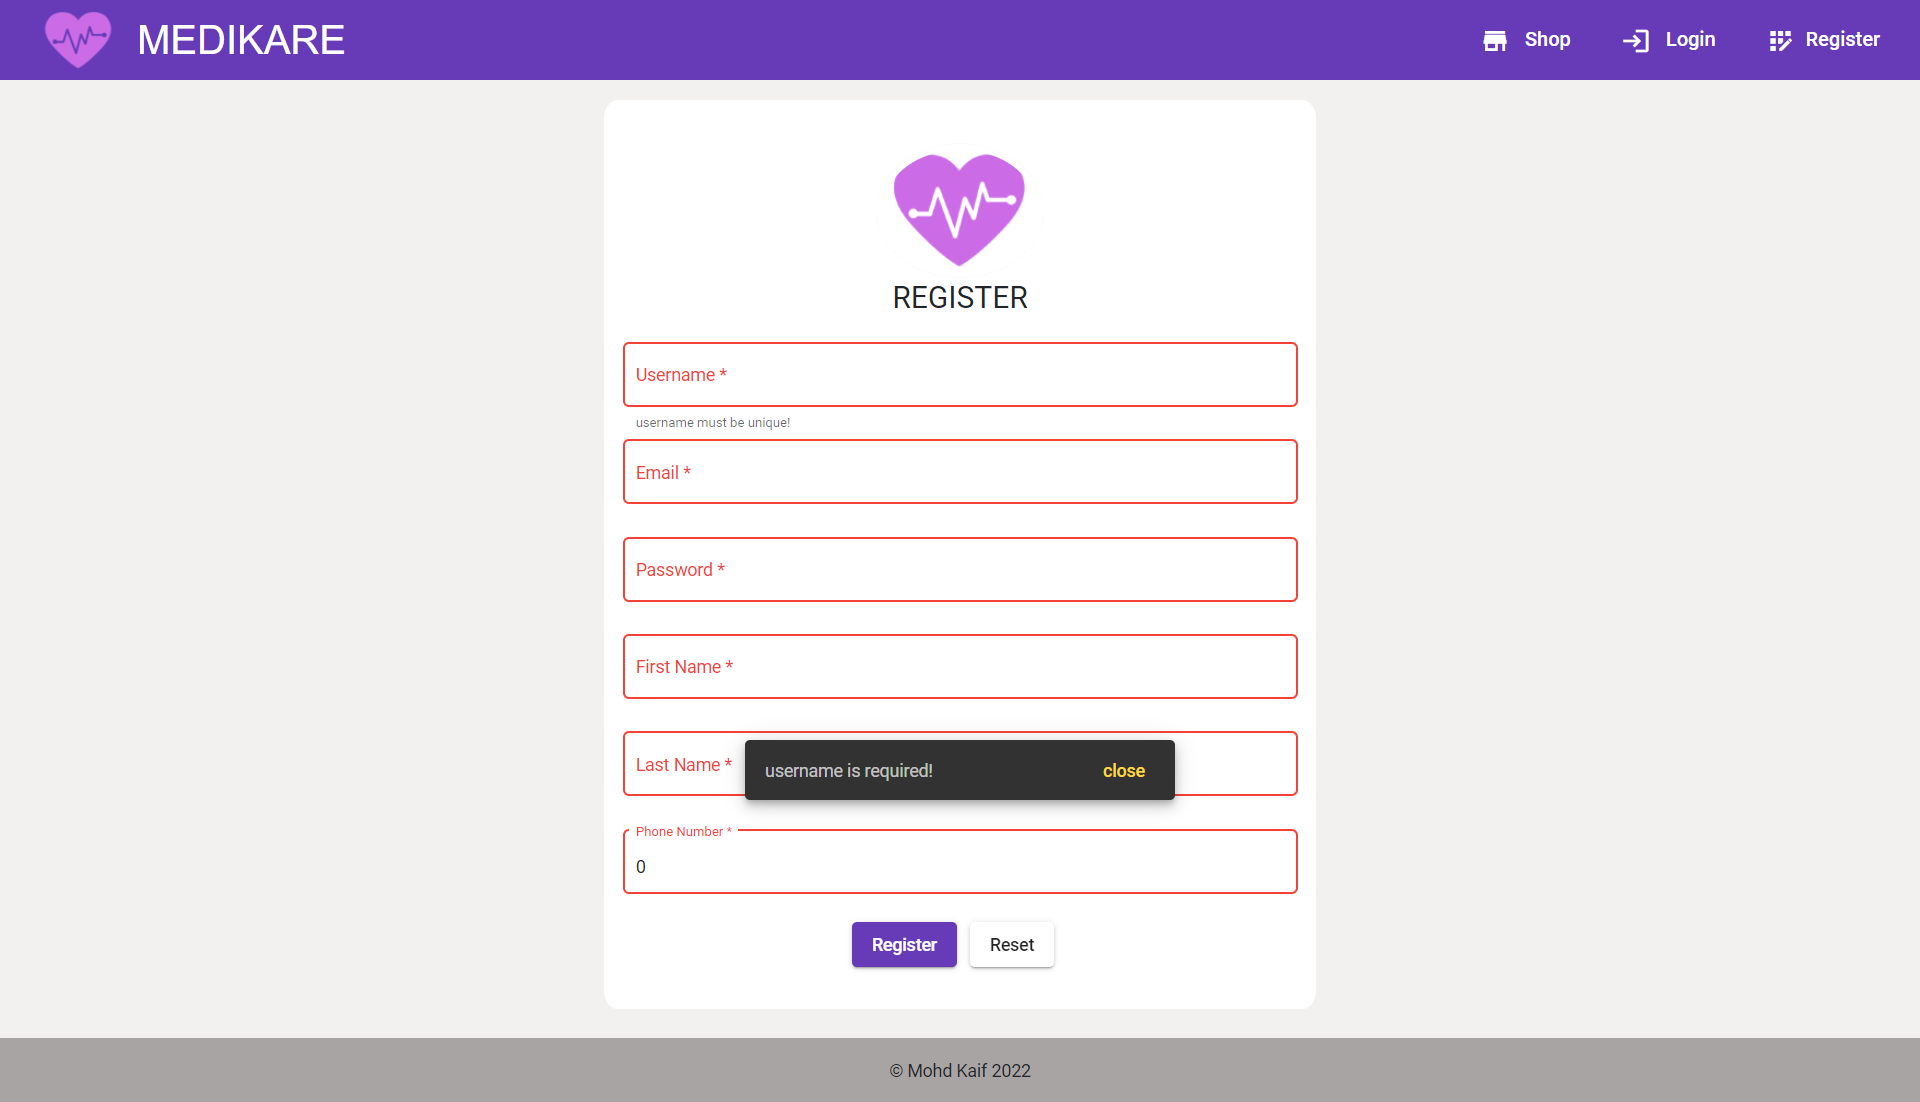 MEDIKARE
Shop
Login
Register
REGISTER
Username *
username must be unique!
Email *
Password *
First Name *
Last Name *
username is required!
close
Phone Number *
0
Register
Reset
© Mohd Kaif 2022